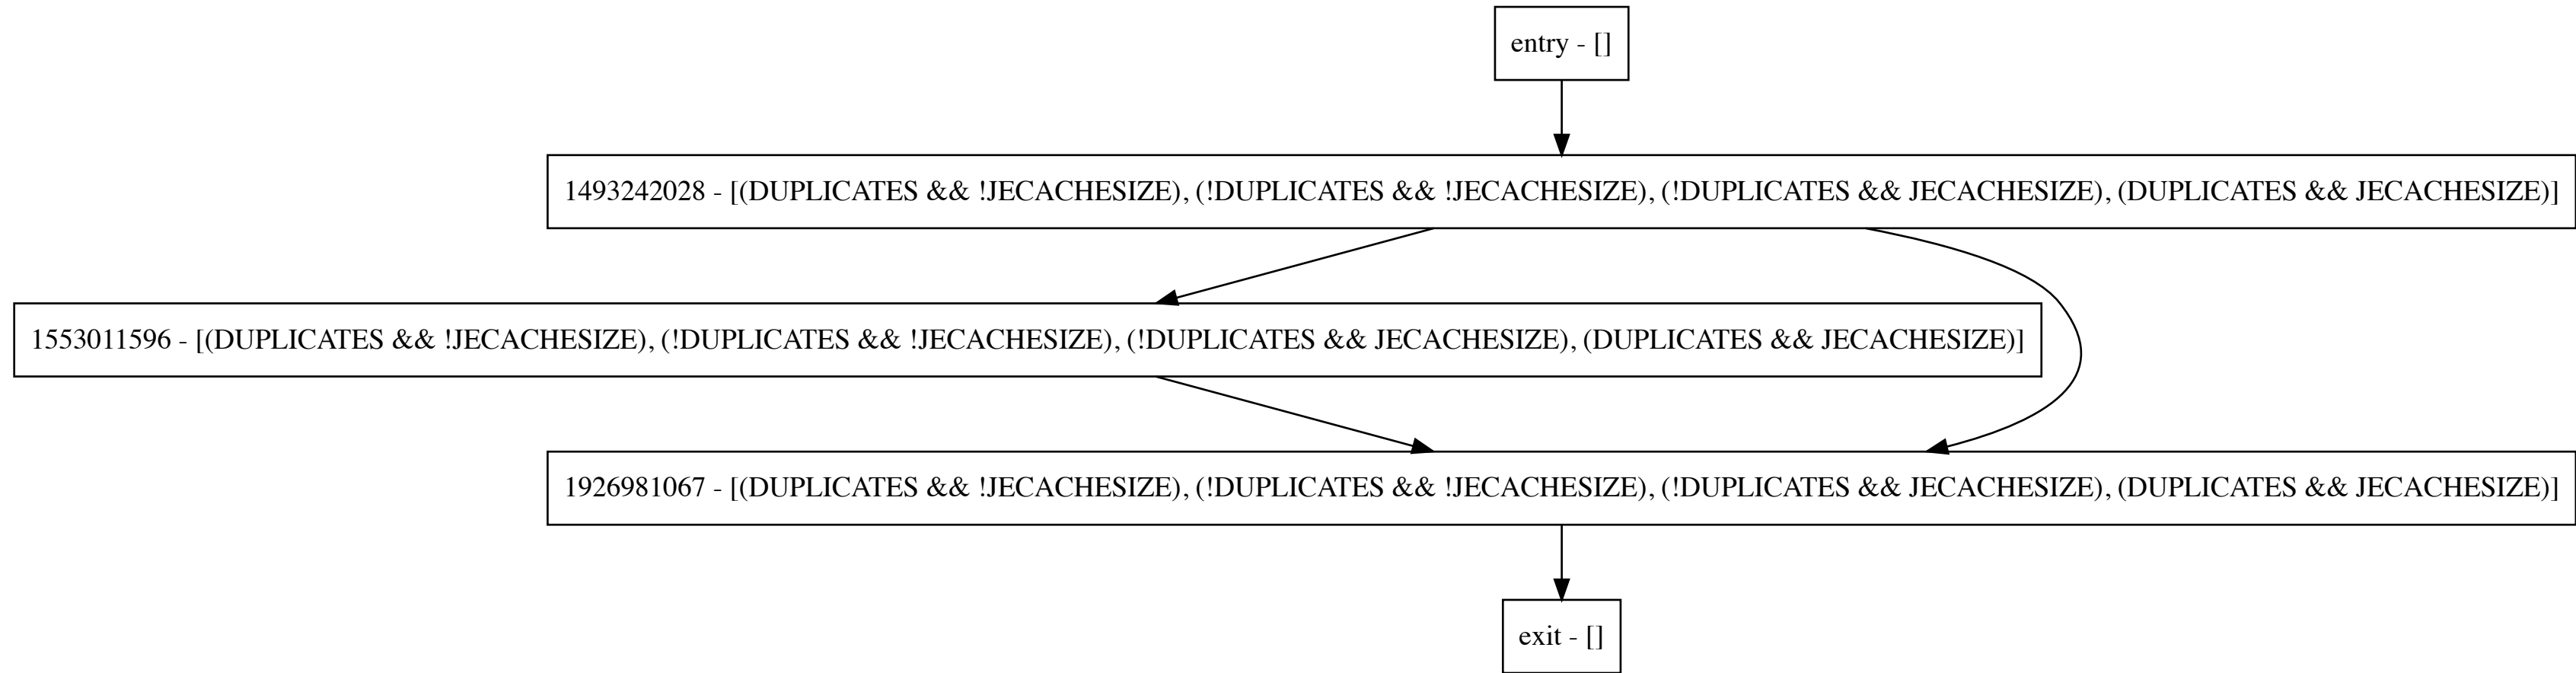 entry - []
1493242028 - [(DUPLICATES && !JECACHESIZE), (!DUPLICATES && !JECACHESIZE), (!DUPLICATES && JECACHESIZE), (DUPLICATES && JECACHESIZE)]
1553011596 - [(DUPLICATES && !JECACHESIZE), (!DUPLICATES && !JECACHESIZE), (!DUPLICATES && JECACHESIZE), (DUPLICATES && JECACHESIZE)]
1926981067 - [(DUPLICATES && !JECACHESIZE), (!DUPLICATES && !JECACHESIZE), (!DUPLICATES && JECACHESIZE), (DUPLICATES && JECACHESIZE)]
exit - []